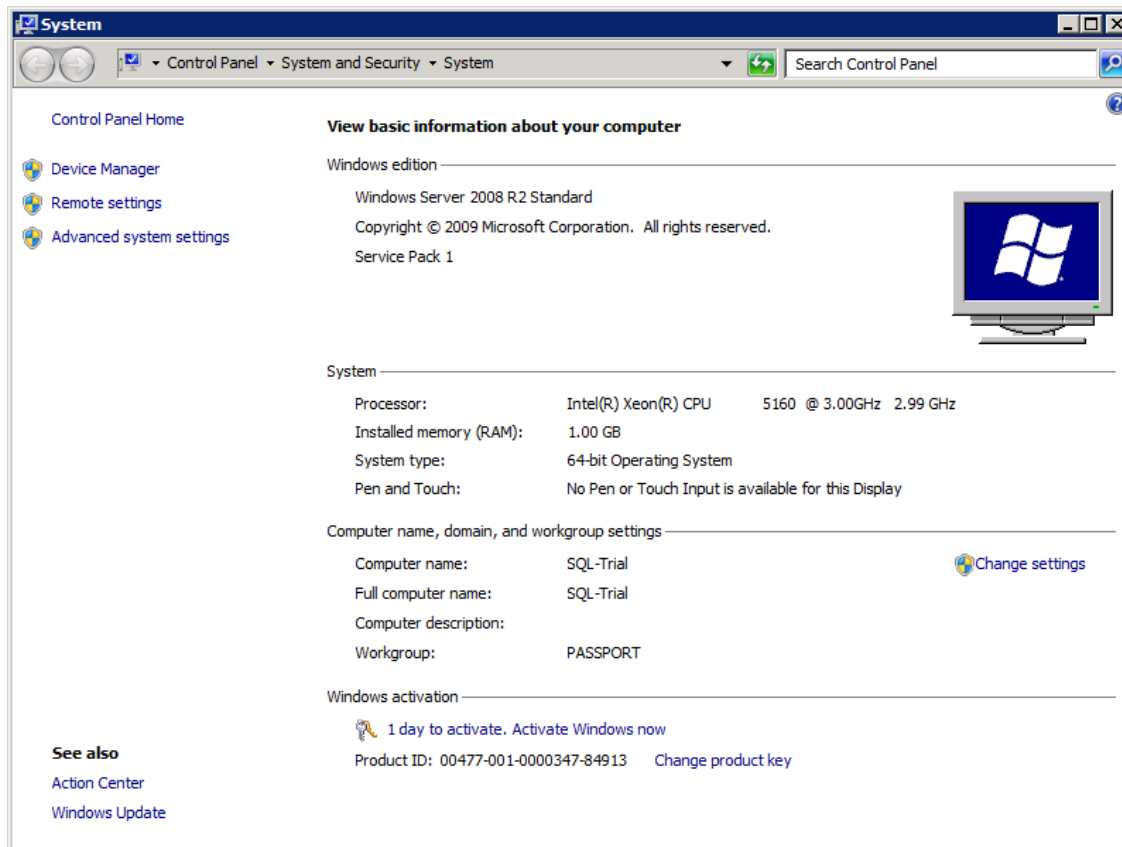 System
Control Panel System and Security System
Search Control Panel
Control Panel Home
Device Manager
Remote settings
Advanced system settings
View basic information about your computer
Windows edition
Windows Server 2008 R2 Standard
Copyright © 2009 Microsoft Corporation. All rights reserved.
Service Pack 1
System
Processor: Intel(R) Xeon(R) CPU 5160 @ 3.00GHz 2.99 GHz
Installed memory (RAM): 1.00 GB
System type: 64-bit Operating System
Pen and Touch: No Pen or Touch Input is available for this Display
Computer name, domain, and workgroup settings
Computer name: SQL-Trial Change settings
Full computer name: SQL-Trial
Computer description:
Workgroup: PASSPORT
Windows activation
1 day to activate. Activate Windows now
Product ID: 00477-001-0000347-84913 Change product key
See also
Action Center
Windows Update